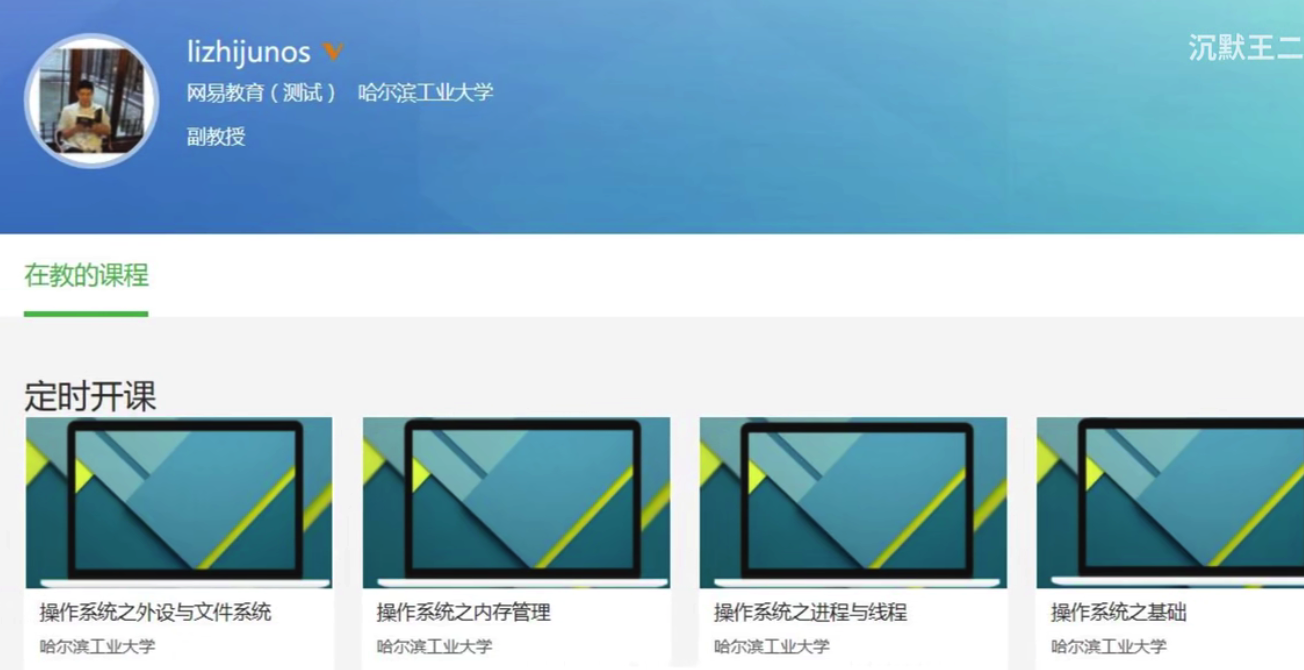 lizhijunos
沉默王二
网易教育（测试） 哈尔滨工业大学
副教授
在教的课程
定时开课
操作系统之外设与文件系统
哈尔滨工业大学
操作系统之内存管理
哈尔滨工业大学
操作系统之进程与线程
哈尔滨工业大学
操作系统之基础
哈尔滨工业大学